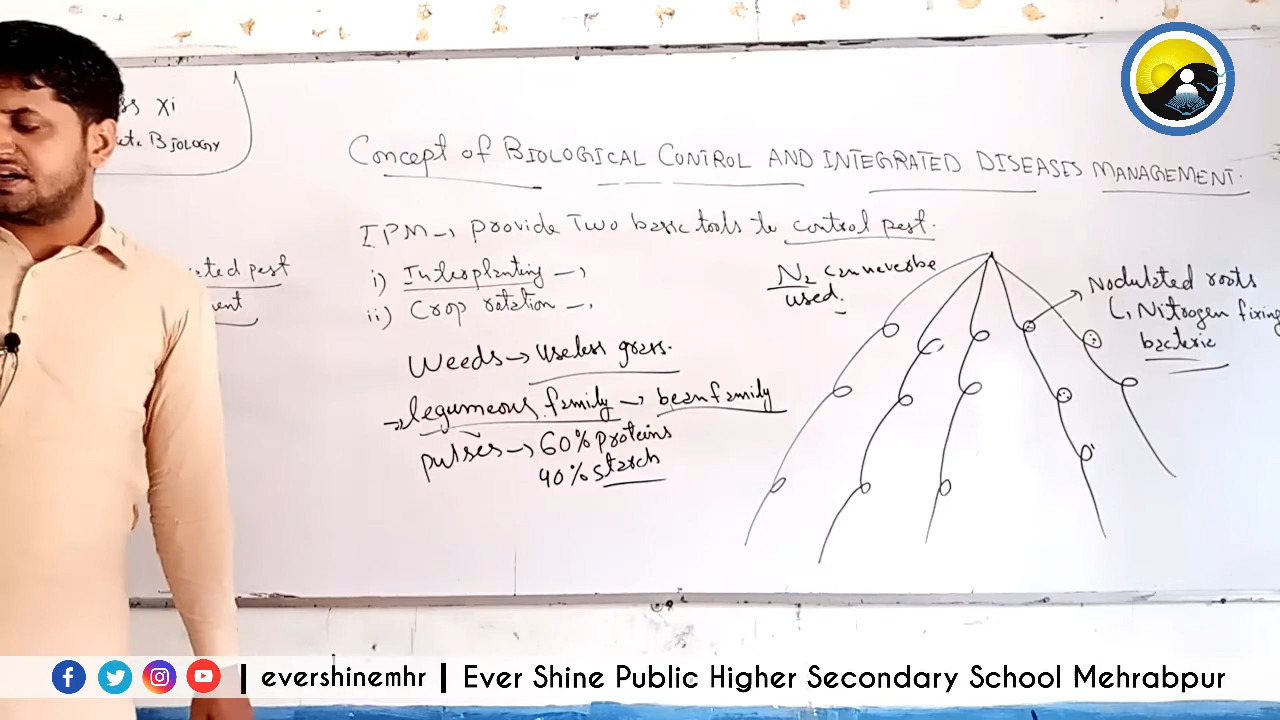 XI
BIOLOGY
Concept of BIOLOGICAL CONTROL AND INTEGRATED DISEASES MANAGEMENT.
IPM → provide Two basic tools to control pest.
i) Interplanting →,
ii) Crop rotation →,
Weeds → useless grass.
→ legumeous family → bean family
pulses → 60% proteins
40% starch
pest
N2 can never be
used.
Nodulated roots
Nitrogen fixing
bacteria
| evershinemhr | Ever Shine Public Higher Secondary School Mehrabpur